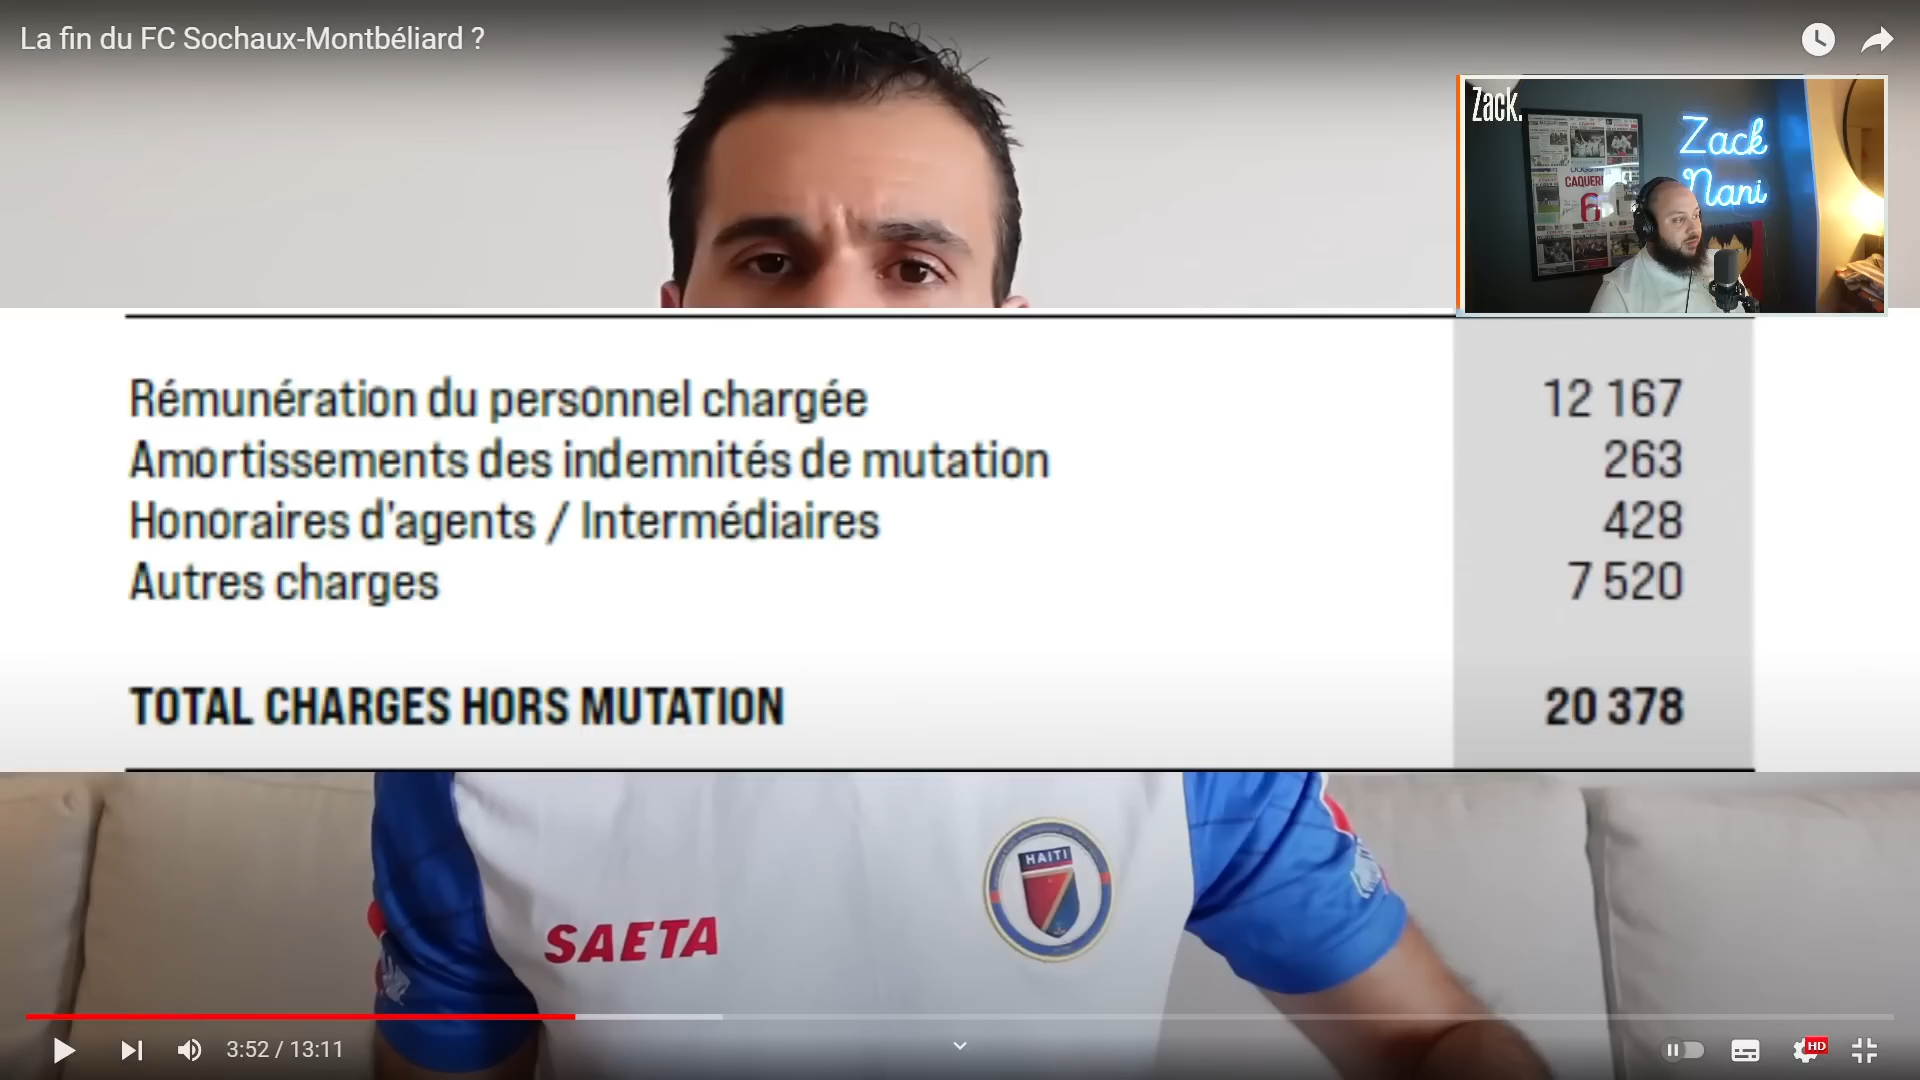 La fin du FC Sochaux-Montbéliard ?
Zack.
Zack
Nani
CAQUERE
6
Rémunération du personnel chargée 12 167
Amortissements des indemnités de mutation 263
Honoraires d'agents / Intermédiaires 428
Autres charges 7 520
TOTAL CHARGES HORS MUTATION 20 378
HAITI
SAETA
3:52 / 13:11
HD